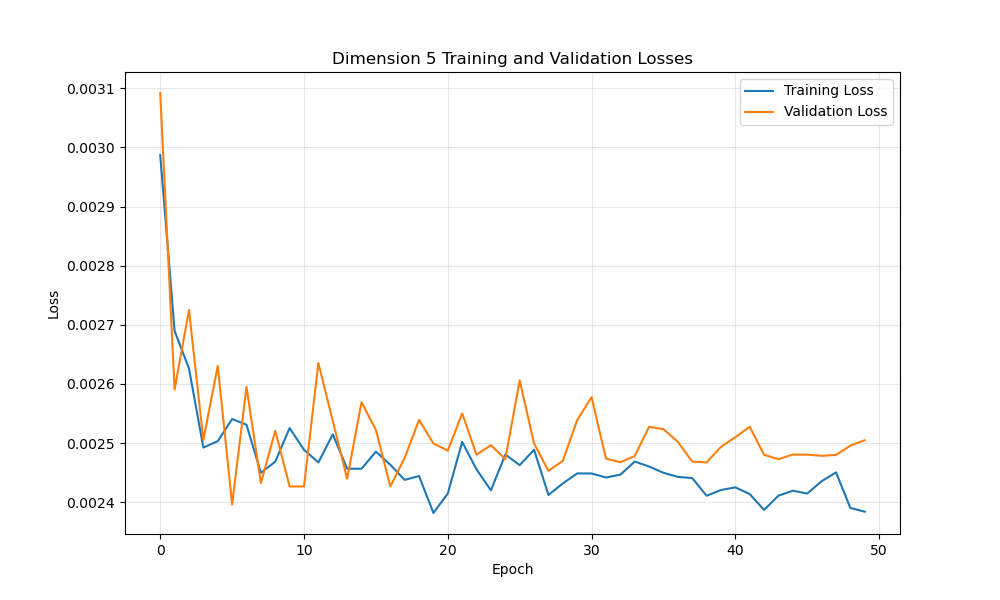 Dimension 5 Training and Validation Losses
Training Loss
Validation Loss
0.0031
0.0030
0.0029
0.0028
0.0027
0.0026
0.0025
0.0024
Loss
0 10 20 30 40 50
Epoch